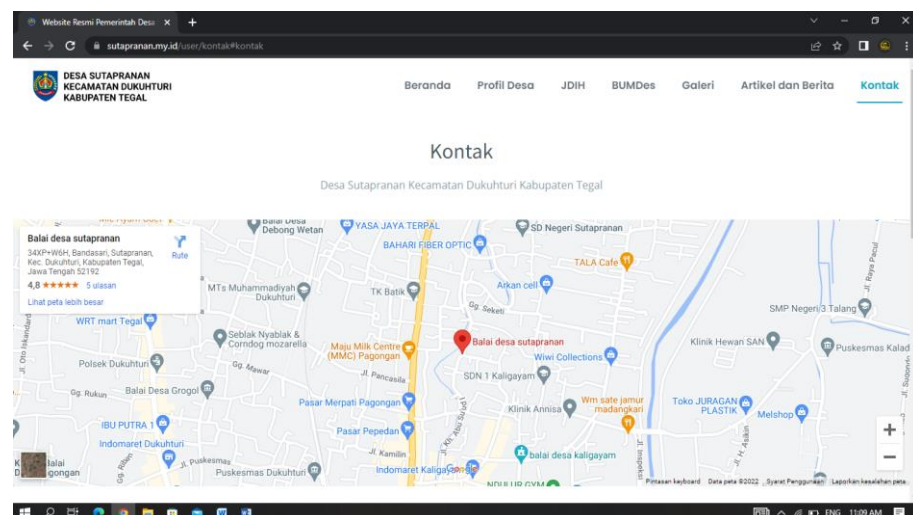 Website Resmi Pemerintah Desa
sutapranan.my.id/user/kontak#kontak
DESA SUTAPRANAN
KECAMATAN DUKUHTURI
KABUPATEN TEGAL
Beranda Profil Desa JDIH BUMDes Galeri Artikel dan Berita Kontak
Kontak
Desa Sutapranan Kecamatan Dukuhturi Kabupaten Tegal
Balai desa sutapranan
34XP+W6H, Bandasari, Sutapranan,
Kec. Dukuhturi, Kabupaten Tegal,
Jawa Tengah 52192
4,8 ★★★★★ 5 ulasan
Lihat peta lebih besar
Rute
Balai Desa
Debong Wetan
YASA JAYA TERPAL
SD Negeri Sutapranan
BAHARI FIBER OPTIC
TALA Cafe
Jl. Raya Pacul
MTs Muhammadiyah
Dukuhturi
TK Batik
Arkan cell
Gg. Seketi
SMP Negeri 3 Talang
WRT mart Tegal
Seblak Nyablak &
Corndog mozarella
Maju Milk Centre
(MMC) Pagongan
Balai desa sutapranan
Wiwi Collections
Klinik Hewan SAN
Puskesmas Kalad
Polsek Dukuhturi
Gg. Mawar
Jl. Pancasila
SDN 1 Kaligayam
Gg. Rukun
Balai Desa Grogol
Pasar Merpati Pagongan
Klinik Annisa
Wm sate jamur
madangkari
Toko JURAGAN
PLASTIK
Melshop
IBU PUTRA 1
Pasar Pepedan
Indomaret Dukuhturi
Jl. Kamilin
balai desa kaligayam
Jl. Puskesmas
Puskesmas Dukuhturi
Indomaret Kaligayam
Google
NDULUR GYM
Pintasan keyboard Data peta ©2022 Syarat Penggunaan Laporkan kesalahan peta
ENG 11:09 AM